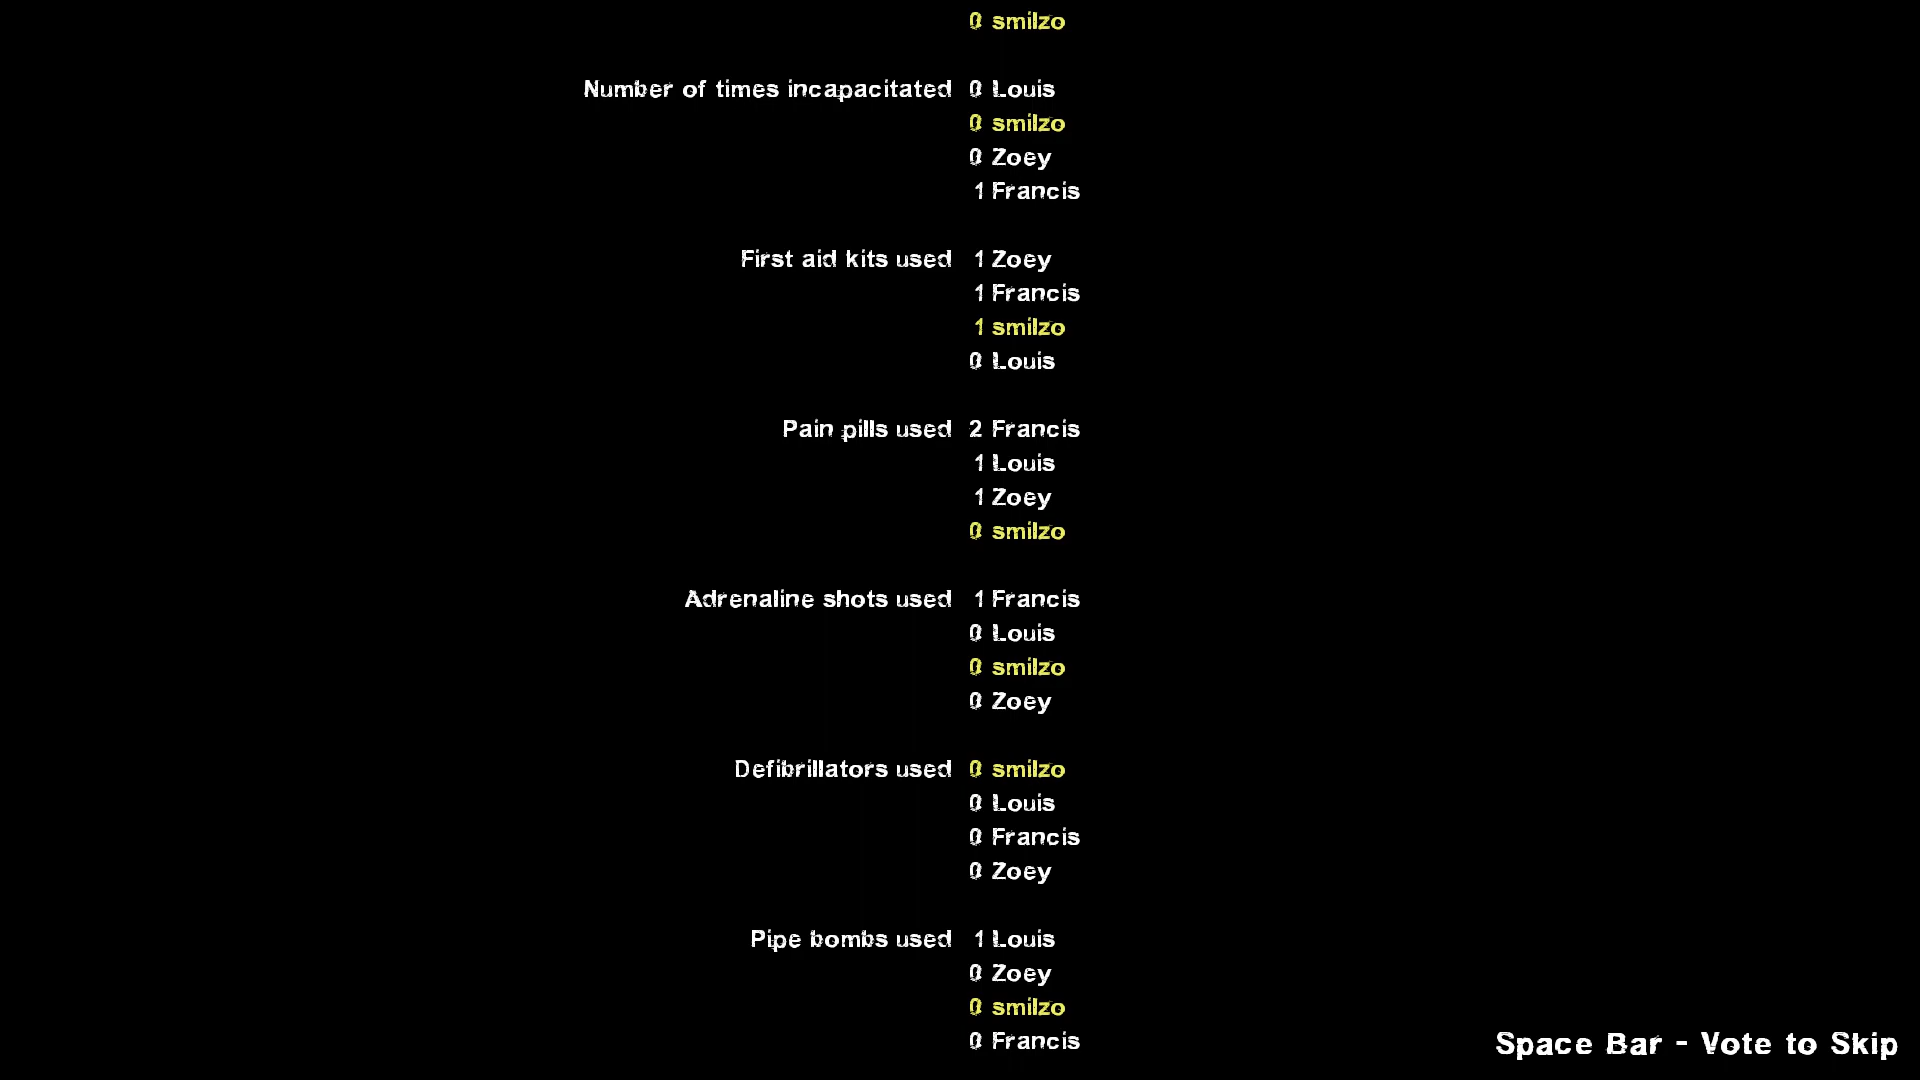 0 smilzo
Number of times incapacitated 0 Louis
0 smilzo
0 Zoey
1 Francis
First aid kits used 1 Zoey
1 Francis
1 smilzo
0 Louis
Pain pills used 2 Francis
1 Louis
1 Zoey
0 smilzo
Adrenaline shots used 1 Francis
0 Louis
0 smilzo
0 Zoey
Defibrillators used 0 smilzo
0 Louis
0 Francis
0 Zoey
Pipe bombs used 1 Louis
0 Zoey
0 smilzo
0 Francis
Space Bar - Vote to Skip